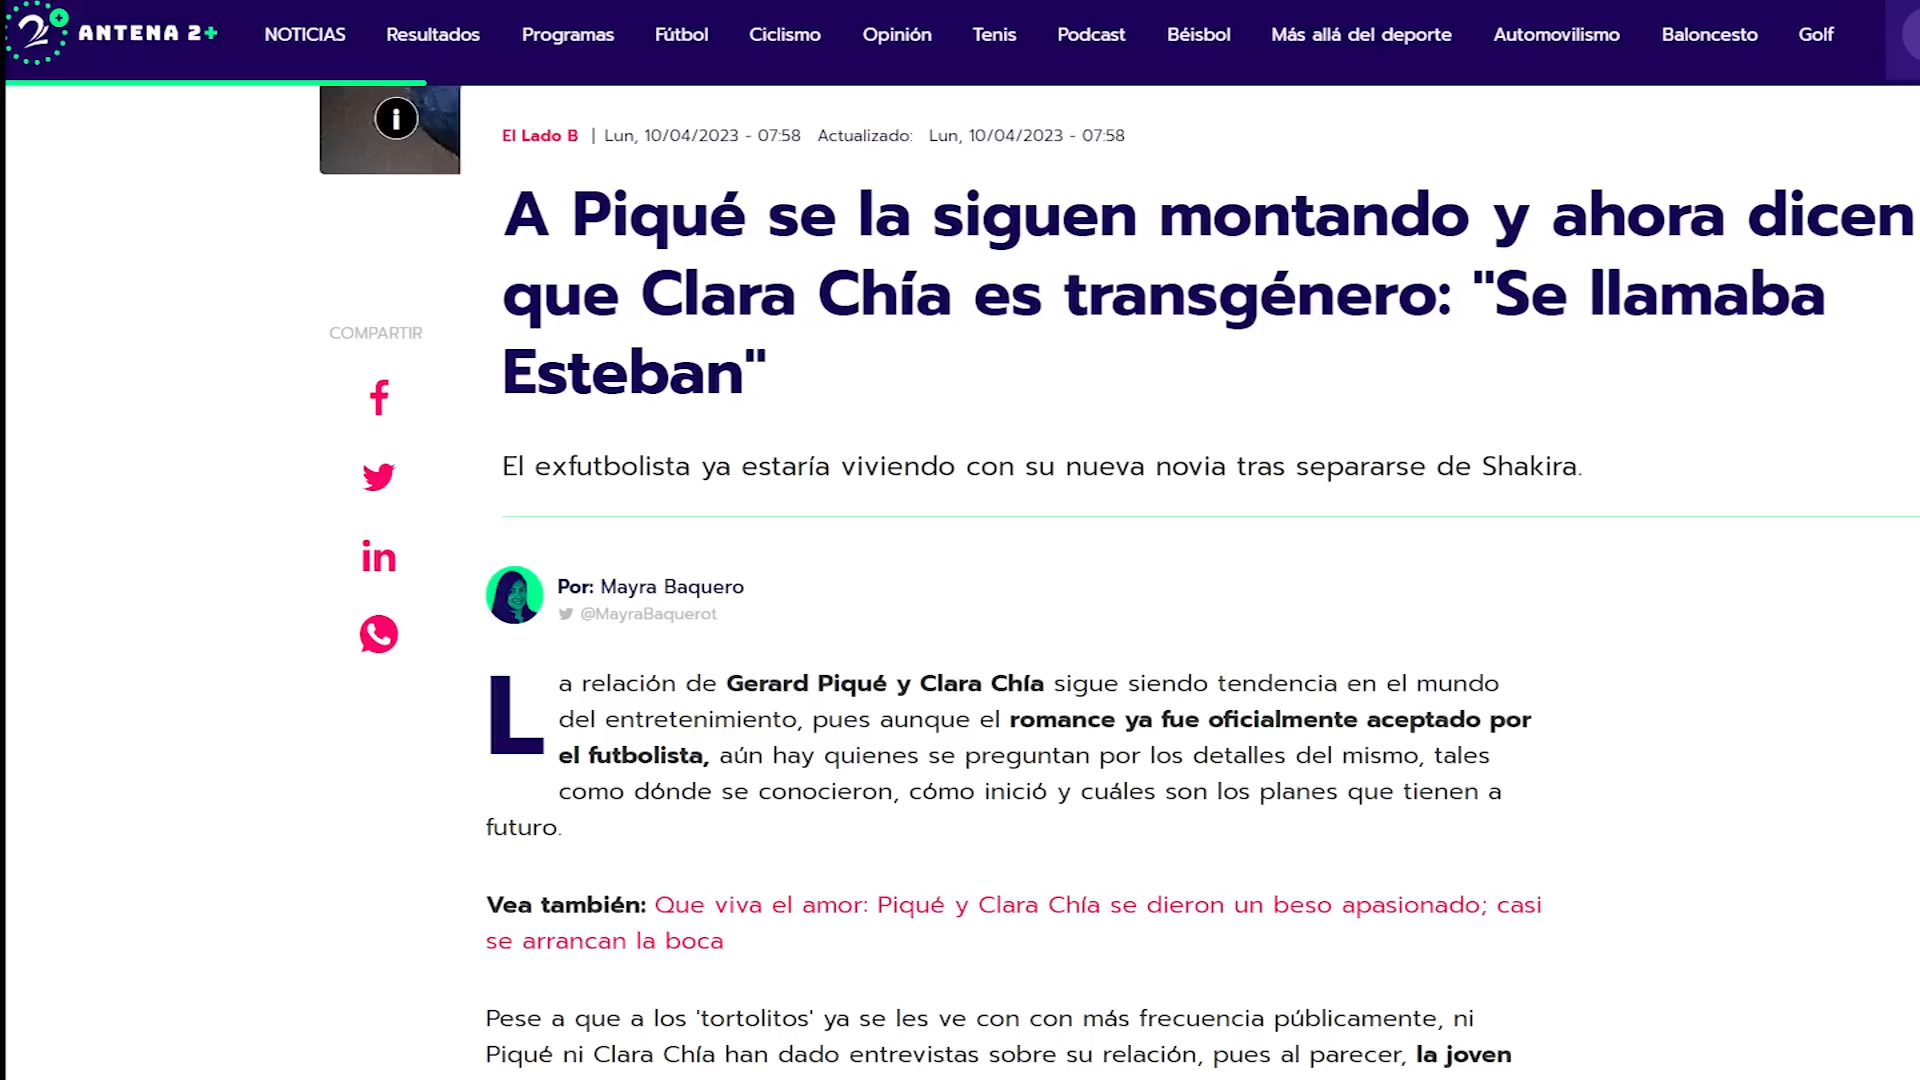 ANTENA 2+ NOTICIAS Resultados Programas Fútbol Ciclismo Opinión Tenis Podcast Béisbol Más allá del deporte Automovilismo Baloncesto Golf
El Lado B | Lun, 10/04/2023 - 07:58 Actualizado: Lun, 10/04/2023 - 07:58
A Piqué se la siguen montando y ahora dicen
que Clara Chía es transgénero: "Se llamaba
Esteban"
El exfutbolista ya estaría viviendo con su nueva novia tras separarse de Shakira.
COMPARTIR
Por: Mayra Baquero
@MayraBaquerot
La relación de Gerard Piqué y Clara Chía sigue siendo tendencia en el mundo
del entretenimiento, pues aunque el romance ya fue oficialmente aceptado por
el futbolista, aún hay quienes se preguntan por los detalles del mismo, tales
como dónde se conocieron, cómo inició y cuáles son los planes que tienen a
futuro.
Vea también: Que viva el amor: Piqué y Clara Chía se dieron un beso apasionado; casi
se arrancan la boca
Pese a que a los 'tortolitos' ya se les ve con con más frecuencia públicamente, ni
Piqué ni Clara Chía han dado entrevistas sobre su relación, pues al parecer, la joven